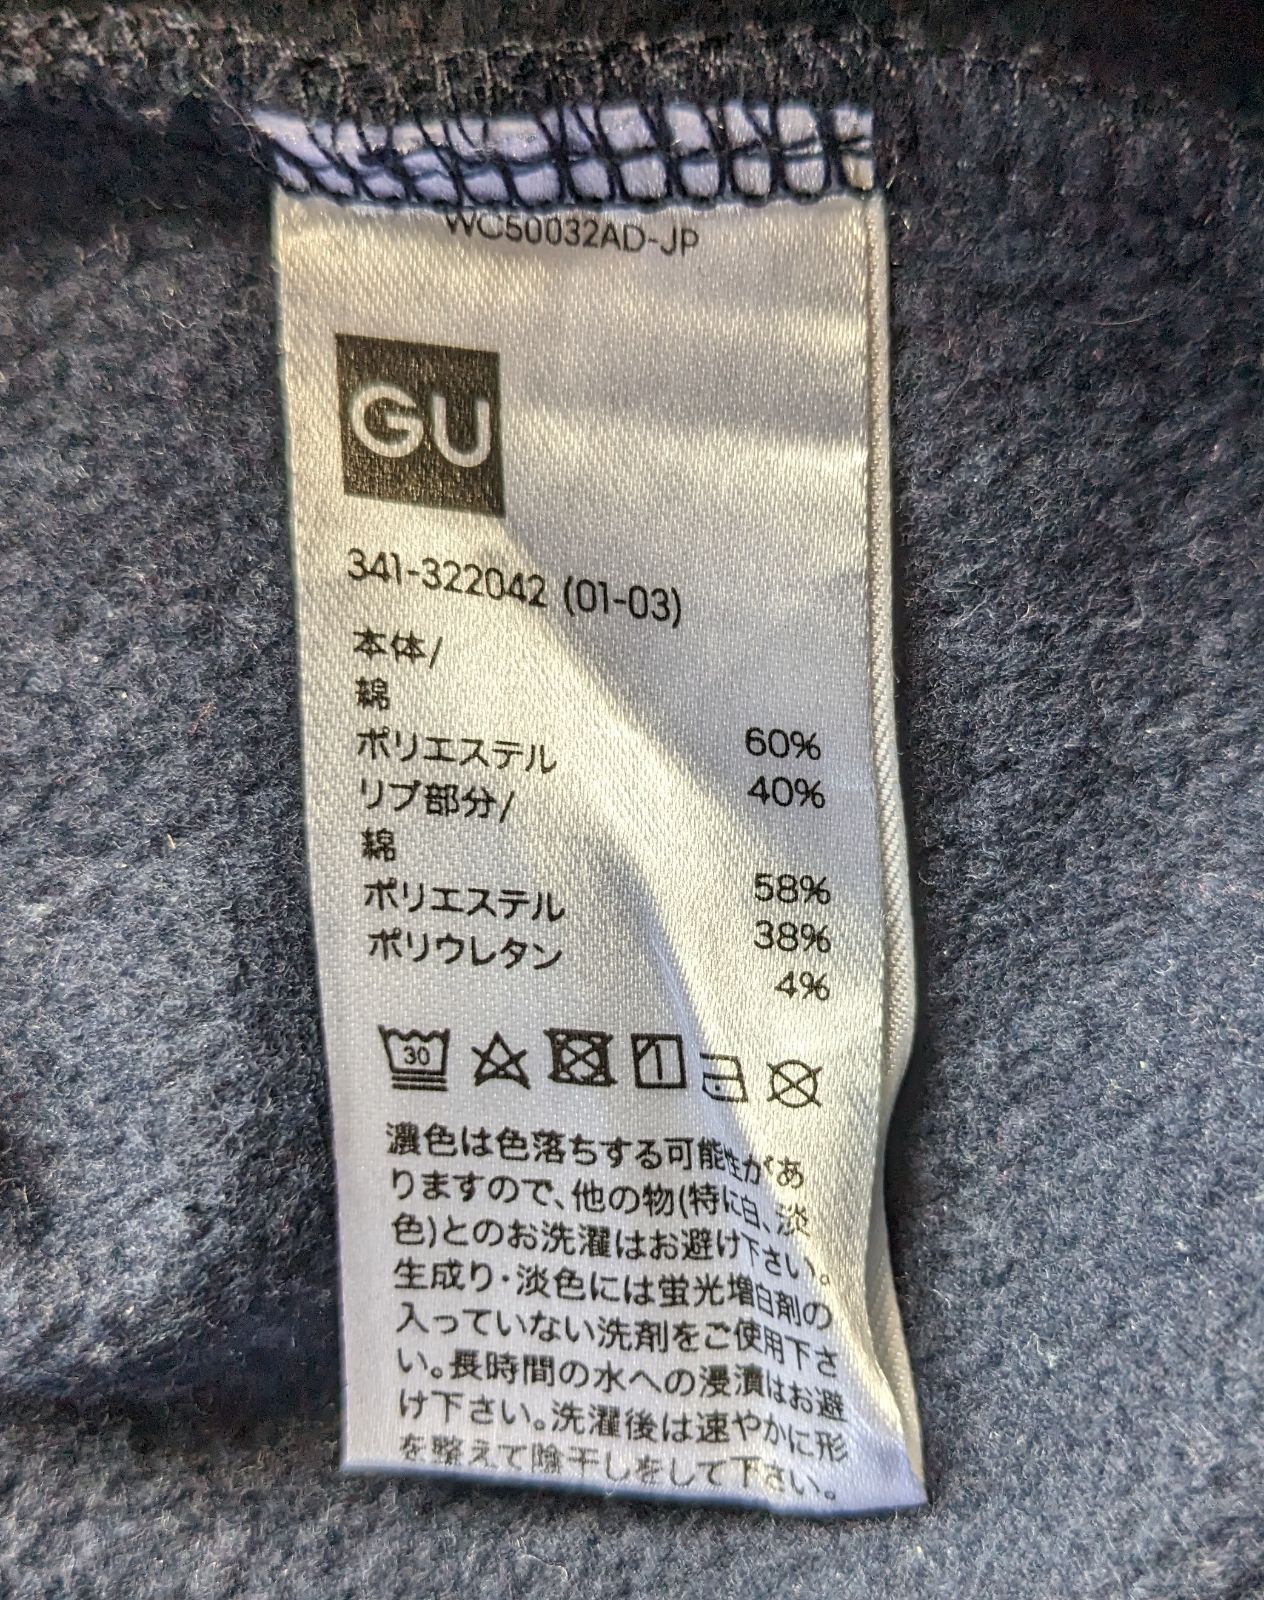 WC50032AD-JP
GU
341-322042 (01-03)
本体/
綿 60%
ポリエステル 40%
リブ部分/
綿 58%
ポリエステル 38%
ポリウレタン 4%
30
濃色は色落ちする可能性があ
りますので、他の物(特に白、淡
色)とのお洗濯はお避け下さい。
生成り・淡色には蛍光増白剤の
入っていない洗剤をご使用下さ
い。長時間の水への浸漬はお避
け下さい。洗濯後は速やかに形
を整えて陰干しをして下さい。